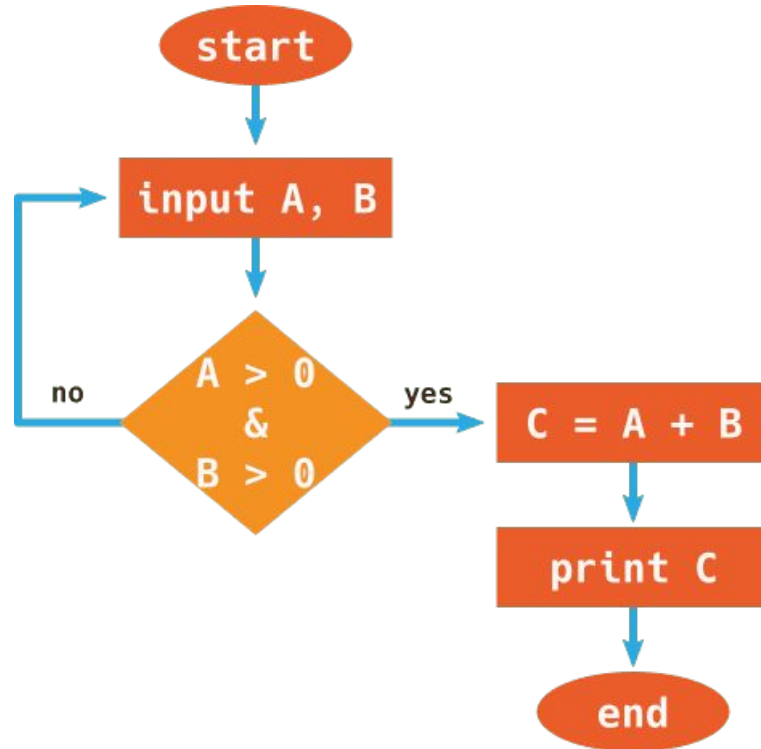 start
input A, B
A > 0
&
B > 0
no
yes
C = A + B
print C
end